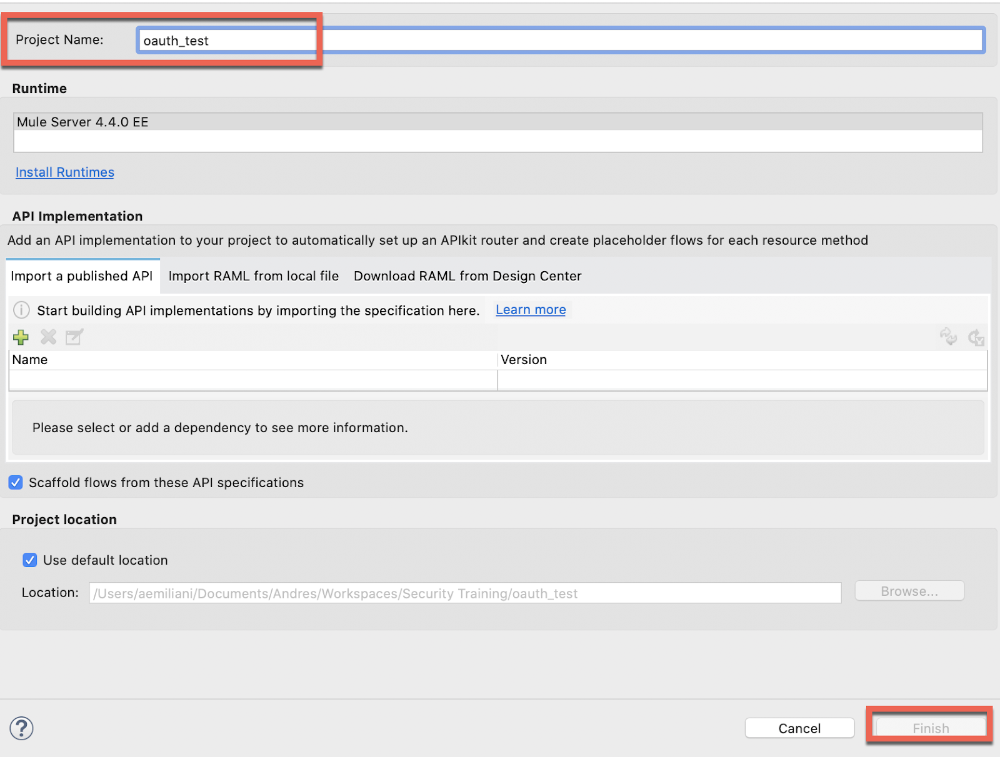 Project Name: oauth_test
Runtime
Mule Server 4.4.0 EE
Install Runtimes
API Implementation
Add an API implementation to your project to automatically set up an APIkit router and create placeholder flows for each resource method
Import a published API Import RAML from local file Download RAML from Design Center
Start building API implementations by importing the specification here. Learn more
Name Version
Please select or add a dependency to see more information.
Scaffold flows from these API specifications
Project location
Use default location
Location: /Users/aemiliani/Documents/Andres/Workspaces/Security Training/oauth_test Browse...
? Cancel Finish